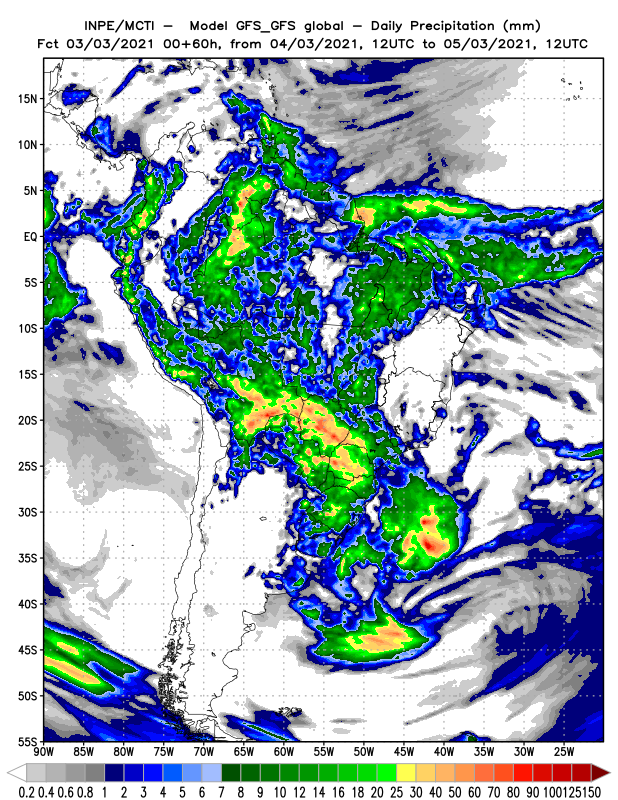 INPE/MCTI — Model GFS_GFS global — Daily Precipitation (mm)
Fct 03/03/2021 00+60h, from 04/03/2021, 12UTC to 05/03/2021, 12UTC
15N
10N
5N
EQ
5S
10S
15S
20S
25S
30S
35S
40S
45S
50S
55S
90W 85W 80W 75W 70W 65W 60W 55W 50W 45W 40W 35W 30W 25W
0.2 0.4 0.6 0.8 1 2 3 4 5 6 7 8 9 10 12 14 16 18 20 25 30 40 50 60 70 80 90 100 125 150